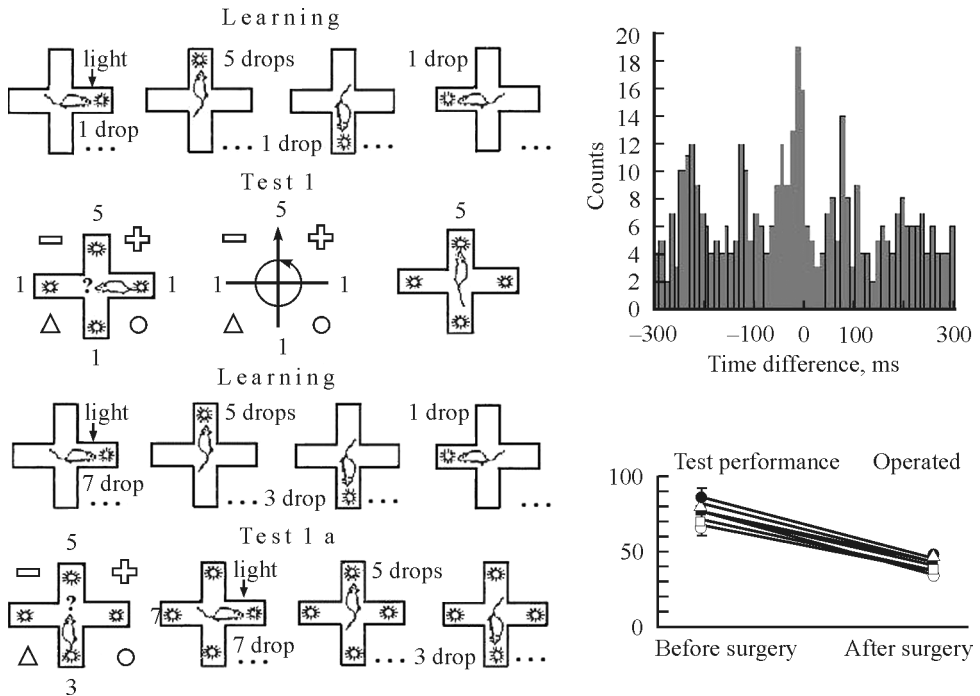 Learning
light
5 drops
1 drop
1 drop
...
... 1 drop
...
...
Test 1
5
5
5
1
?
1
1
1
1
1
Learning
light
5 drops
1 drop
7 drop
...
... 3 drop
...
...
Test 1 a
5
light
5 drops
?
7
7 drop
...
... 3 drop
...
3
20
18
16
14
12
10
8
6
4
2
0
Counts
–300
–100
0
100
300
Time difference, ms
Test performance
Operated
100
50
0
Before surgery
After surgery